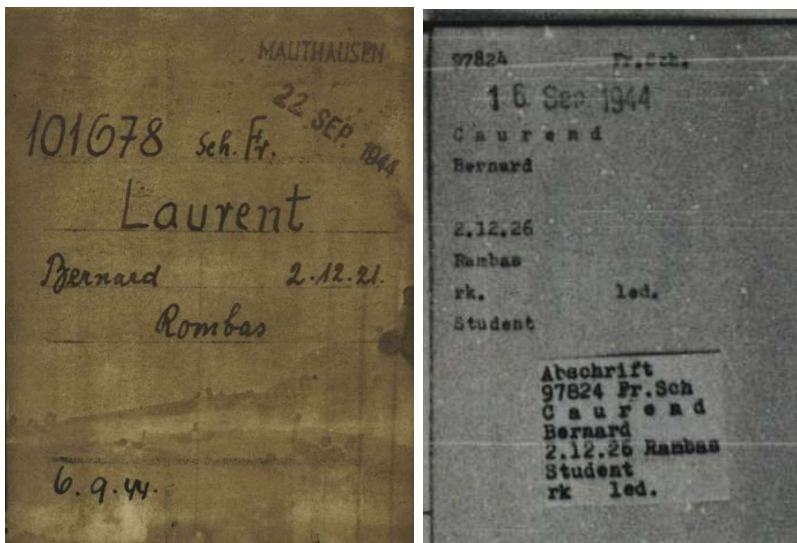 MAUTHAUSEN
22 SEP. 1944
101678 Sch. Fr.
Laurent
Bernard 2.12.21.
Rombas
6.9.44.
97824 Fr.Sch.
16 Sep. 1944
C a u r e n d
Bernard
2.12.26
Rambas
rk. led.
Student
Abschrift
97824 Fr.Sch
C a u r e n d
Bernard
2.12.26 Rambas
Student
rk led.